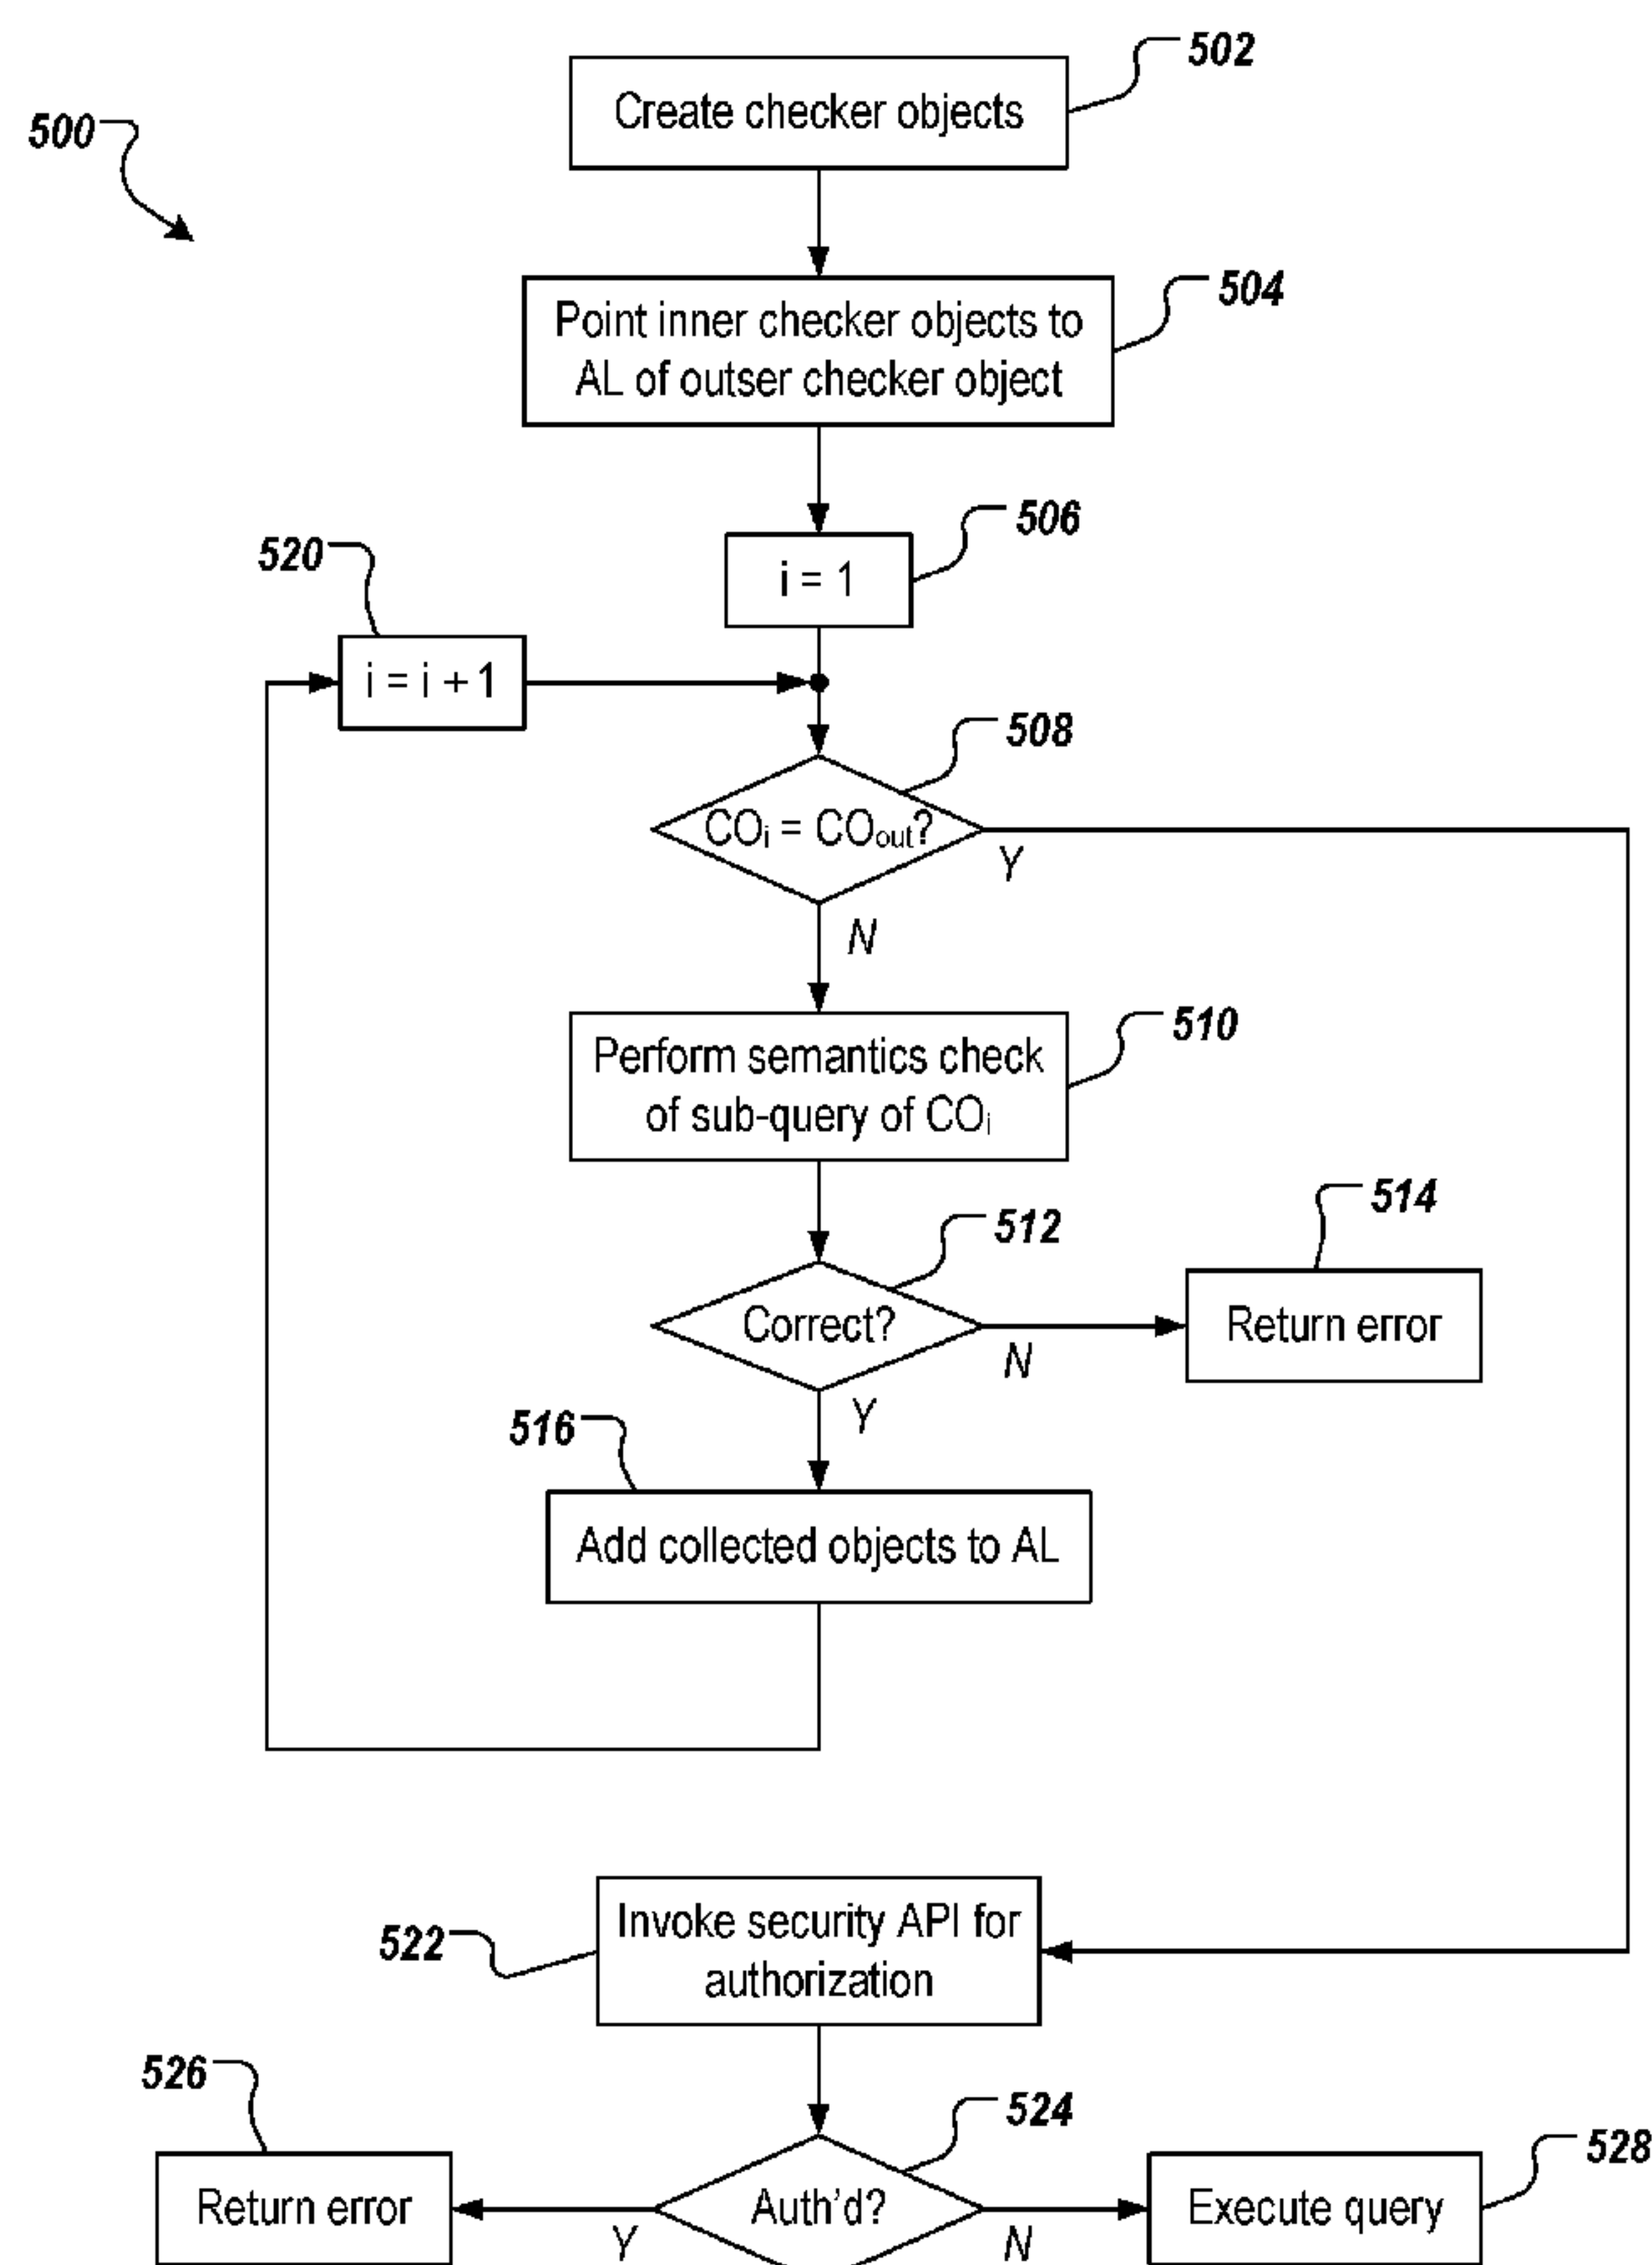 502
Create checker objects
500
504
Point inner checker objects to
AL of outser checker object
506
i = 1
520
i = i + 1
508
COi = COout?
Y
N
510
Perform semantics check
of sub-query of COi
512
514
Correct?
Return error
N
Y
516
Add collected objects to AL
522
Invoke security API for
authorization
526
524
528
Return error
Auth'd?
Execute query
Y
N